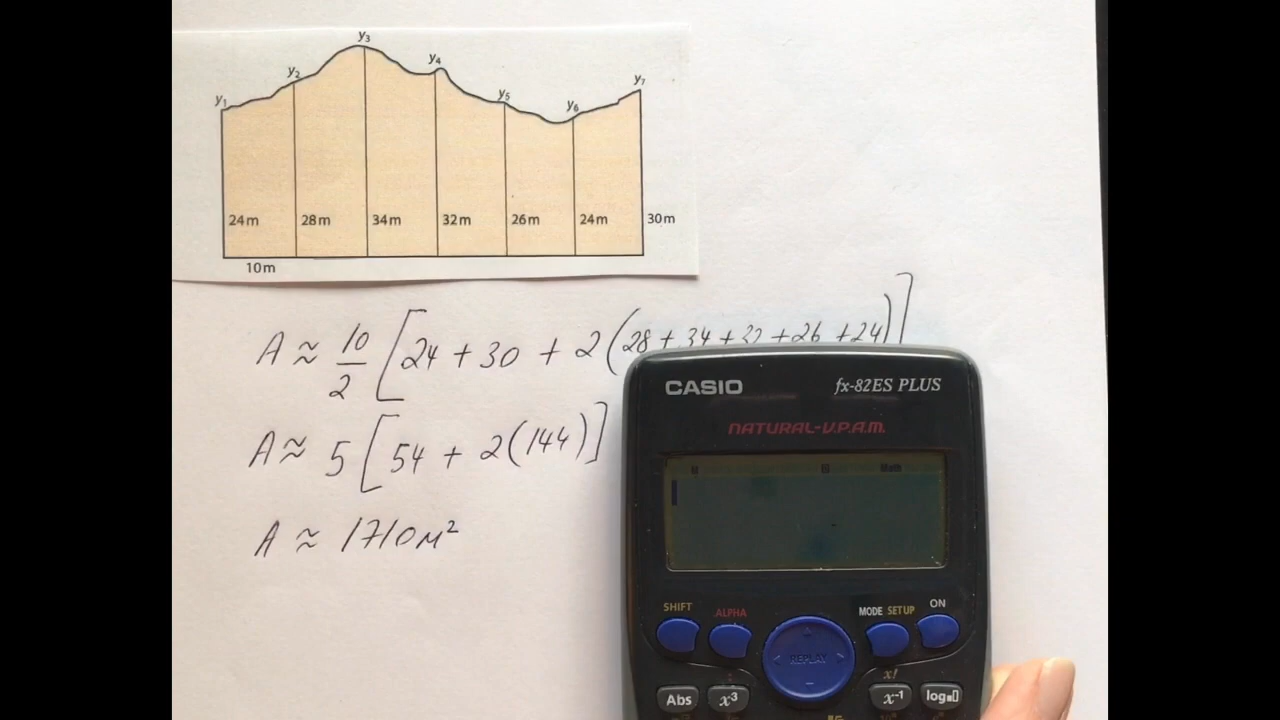 y₃
y₄
y₂
y₇
y₁
y₅
y₆
24m 28m 34m 32m 26m 24m 30m
10m
A ≈ 10/2 [24 + 30 + 2(28 + 34 + 32 + 26 + 24)]
A ≈ 5[54 + 2(144)]
A ≈ 1710m²
CASIO fx-82ES PLUS
NATURAL-V.P.A.M.
Math
SHIFT ALPHA MODE SETUP ON
REPLAY
x!
Abs x³ x⁻¹ log